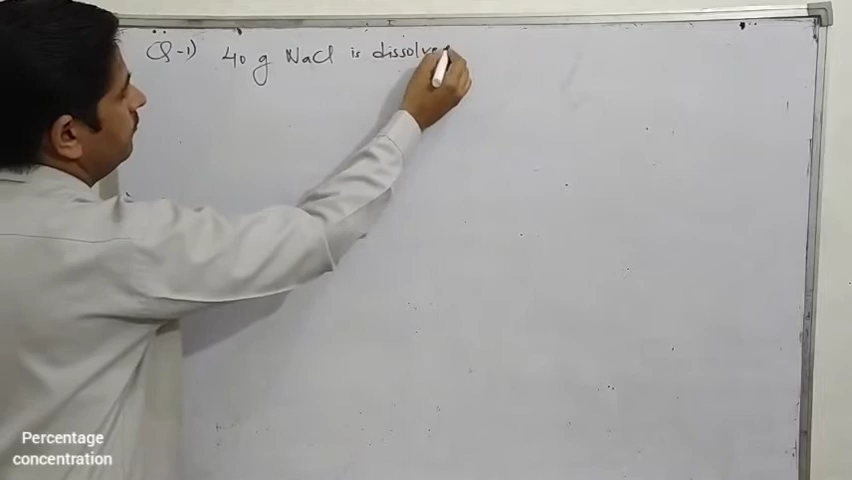 Q-1) 40 g NaCl is dissolve
Percentage
concentration